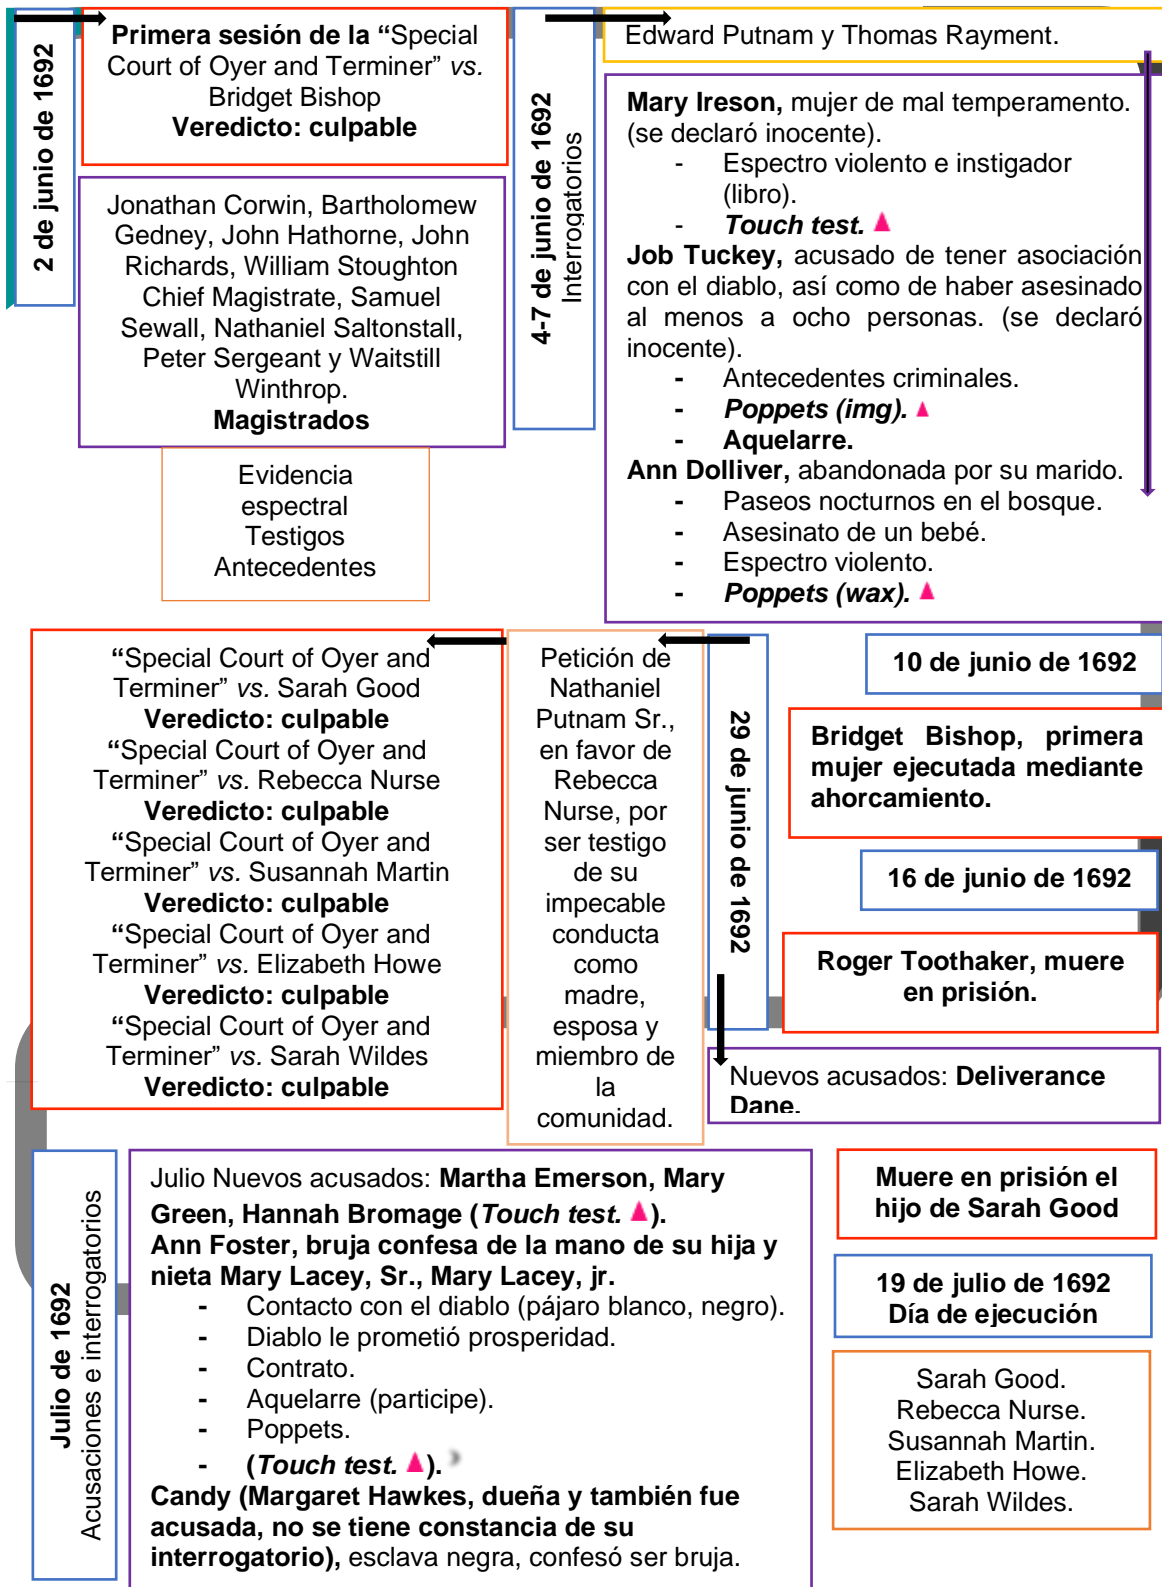 2 de junio de 1692
Primera sesión de la “Special
Court of Oyer and Terminer” vs.
Bridget Bishop
Veredicto: culpable
Jonathan Corwin, Bartholomew
Gedney, John Hathorne, John
Richards, William Stoughton
Chief Magistrate, Samuel
Sewall, Nathaniel Saltonstall,
Peter Sergeant y Waitstill
Winthrop.
Magistrados
Evidencia
espectral
Testigos
Antecedentes
4-7 de junio de 1692
Interrogatorios
Edward Putnam y Thomas Rayment.
Mary Ireson, mujer de mal temperamento.
(se declaró inocente).
- Espectro violento e instigador
(libro).
- Touch test.
Job Tuckey, acusado de tener asociación
con el diablo, así como de haber asesinado
al menos a ocho personas. (se declaró
inocente).
- Antecedentes criminales.
- Poppets (img).
- Aquelarre.
Ann Dolliver, abandonada por su marido.
- Paseos nocturnos en el bosque.
- Asesinato de un bebé.
- Espectro violento.
- Poppets (wax).
10 de junio de 1692
Bridget Bishop, primera
mujer ejecutada mediante
ahorcamiento.
16 de junio de 1692
Roger Toothaker, muere
en prisión.
29 de junio de 1692
Petición de
Nathaniel
Putnam Sr.,
en favor de
Rebecca
Nurse, por
ser testigo
de su
impecable
conducta
como
madre,
esposa y
miembro de
la
comunidad.
“Special Court of Oyer and
Terminer” vs. Sarah Good
Veredicto: culpable
“Special Court of Oyer and
Terminer” vs. Rebecca Nurse
Veredicto: culpable
“Special Court of Oyer and
Terminer” vs. Susannah Martin
Veredicto: culpable
“Special Court of Oyer and
Terminer” vs. Elizabeth Howe
Veredicto: culpable
“Special Court of Oyer and
Terminer” vs. Sarah Wildes
Veredicto: culpable
Nuevos acusados: Deliverance
Dane.
Julio de 1692
Acusaciones e interrogatorios
Julio Nuevos acusados: Martha Emerson, Mary
Green, Hannah Bromage (Touch test. ).
Ann Foster, bruja confesa de la mano de su hija y
nieta Mary Lacey, Sr., Mary Lacey, jr.
- Contacto con el diablo (pájaro blanco, negro).
- Diablo le prometió prosperidad.
- Contrato.
- Aquelarre (participe).
- Poppets.
- (Touch test. ).
Candy (Margaret Hawkes, dueña y también fue
acusada, no se tiene constancia de su
interrogatorio), esclava negra, confesó ser bruja.
Muere en prisión el
hijo de Sarah Good
19 de julio de 1692
Día de ejecución
Sarah Good.
Rebecca Nurse.
Susannah Martin.
Elizabeth Howe.
Sarah Wildes.